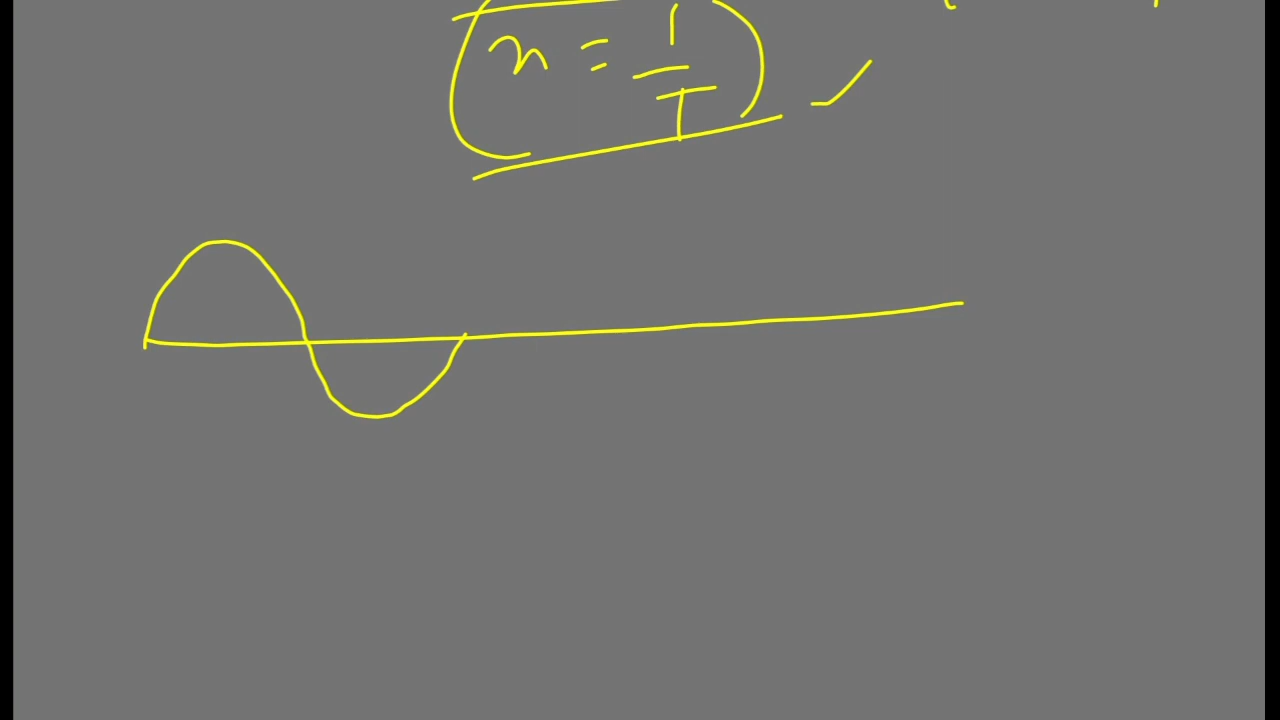 n = 1/T